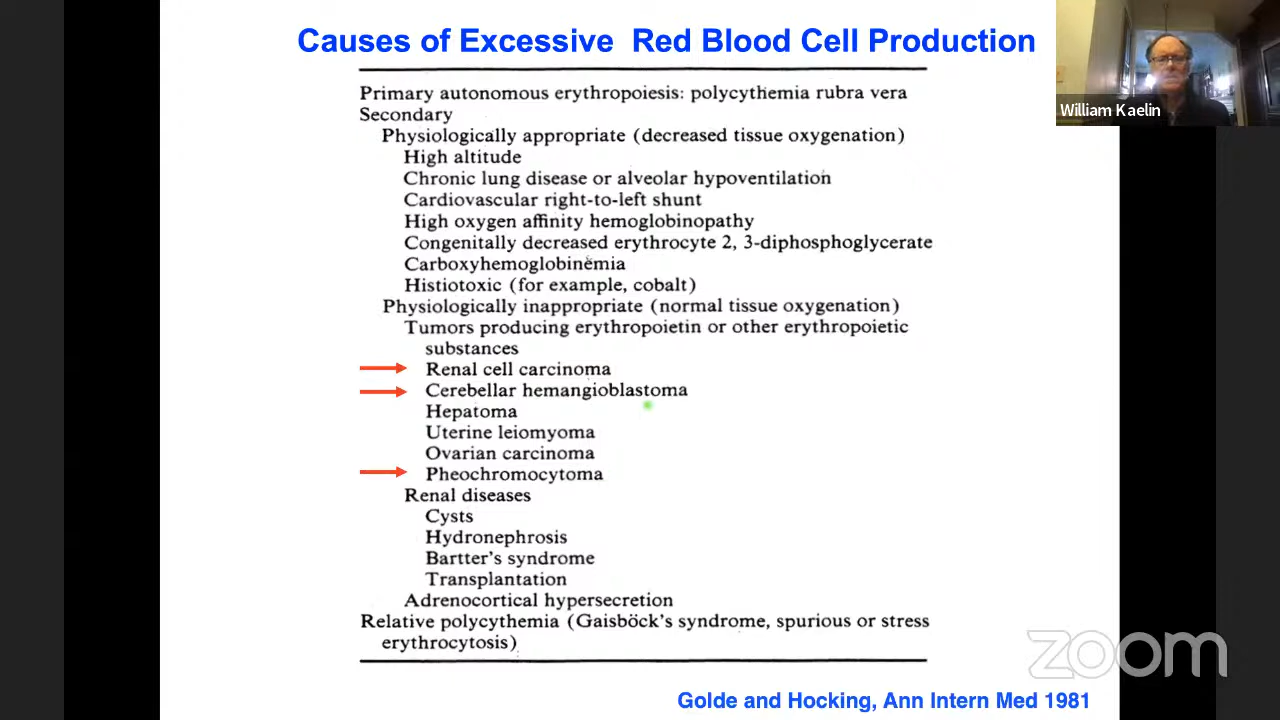 Causes of Excessive Red Blood Cell Production
William Kaelin
Primary autonomous erythropoiesis: polycythemia rubra vera
Secondary
Physiologically appropriate (decreased tissue oxygenation)
High altitude
Chronic lung disease or alveolar hypoventilation
Cardiovascular right-to-left shunt
High oxygen affinity hemoglobinopathy
Congenitally decreased erythrocyte 2, 3-diphosphoglycerate
Carboxyhemoglobinemia
Histiotoxic (for example, cobalt)
Physiologically inappropriate (normal tissue oxygenation)
Tumors producing erythropoietin or other erythropoietic
substances
Renal cell carcinoma
Cerebellar hemangioblastoma
Hepatoma
Uterine leiomyoma
Ovarian carcinoma
Pheochromocytoma
Renal diseases
Cysts
Hydronephrosis
Bartter's syndrome
Transplantation
Adrenocortical hypersecretion
Relative polycythemia (Gaisböck's syndrome, spurious or stress
erythrocytosis)
zoom
Golde and Hocking, Ann Intern Med 1981